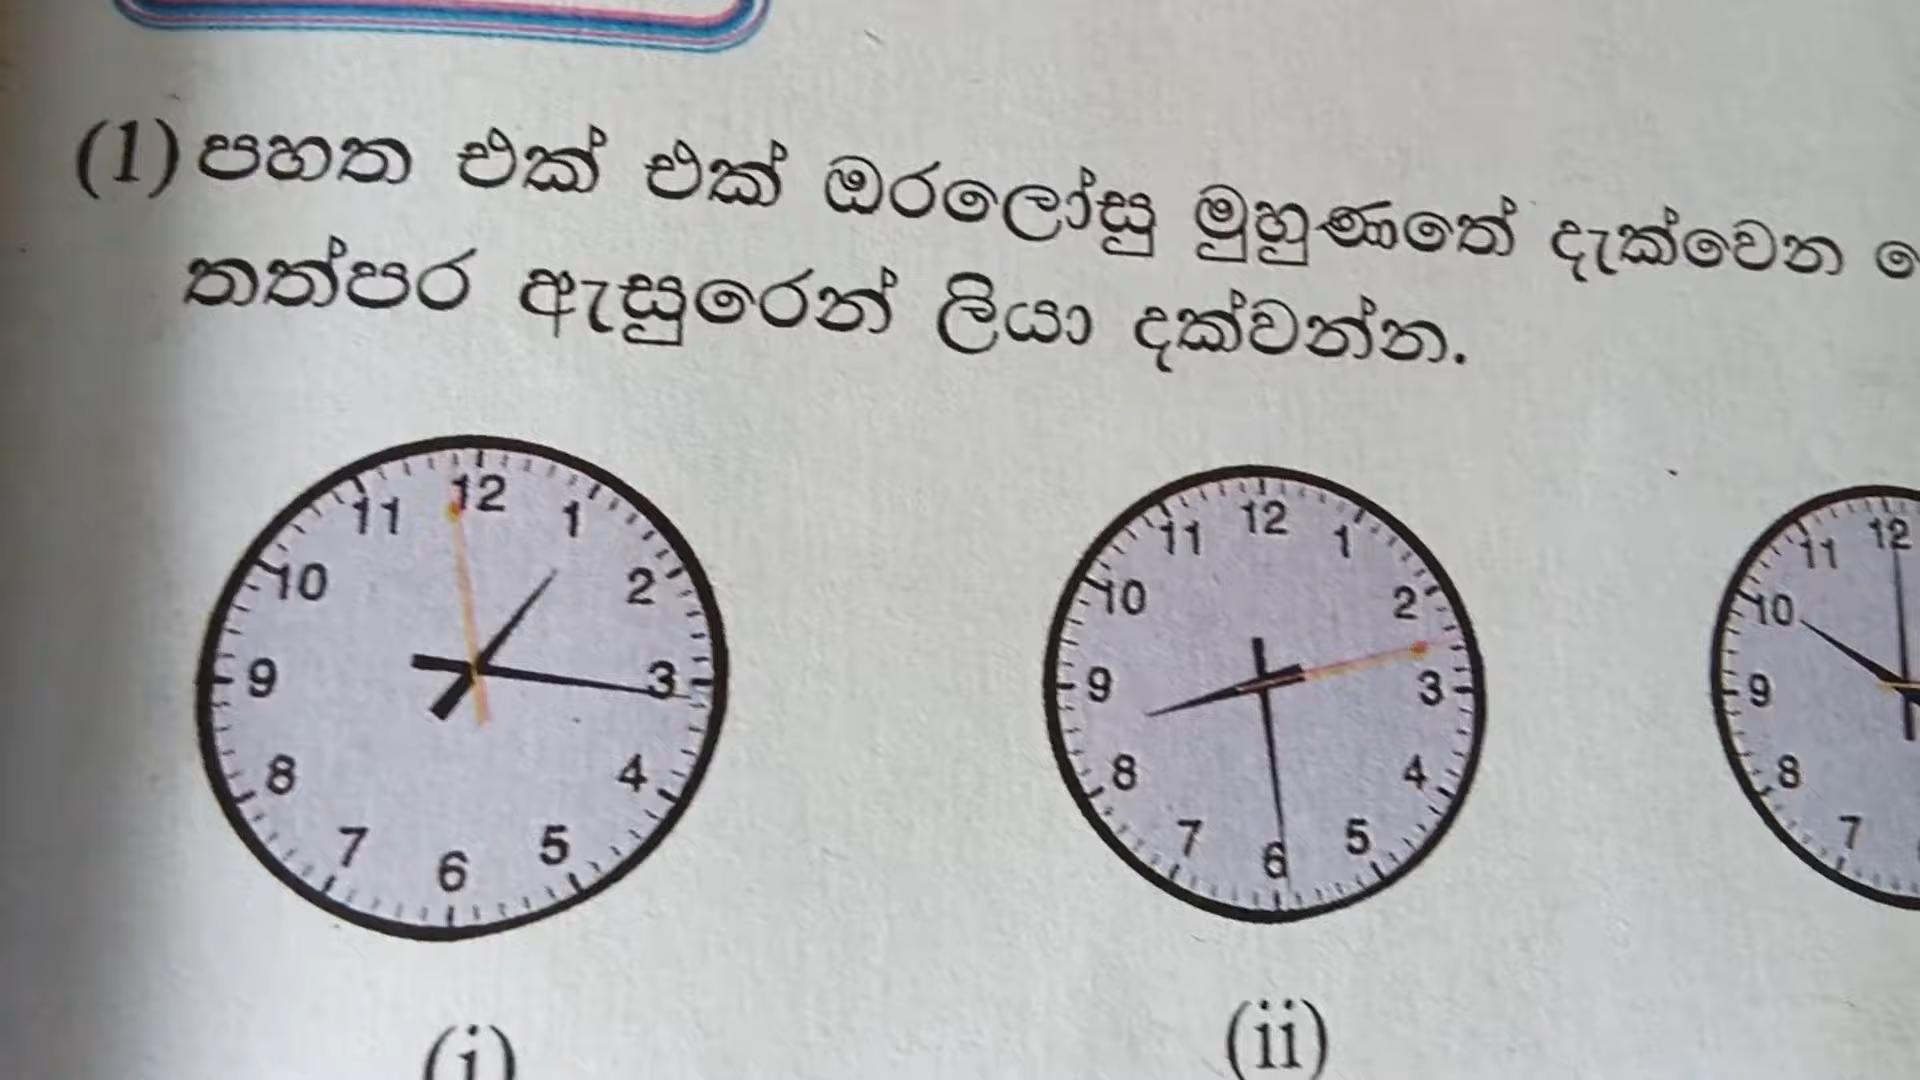 (1) පහත එක් එක් ඔරලෝසු මුහුණතේ දැක්වෙන
තත්පර ඇසුරෙන් ලියා දක්වන්න.
12 1 2 3 4 5 6 7 8 9 10 11
12 1 2 3 4 5 6 7 8 9 10 11
12 11 10 9 8 7
(i)
(ii)